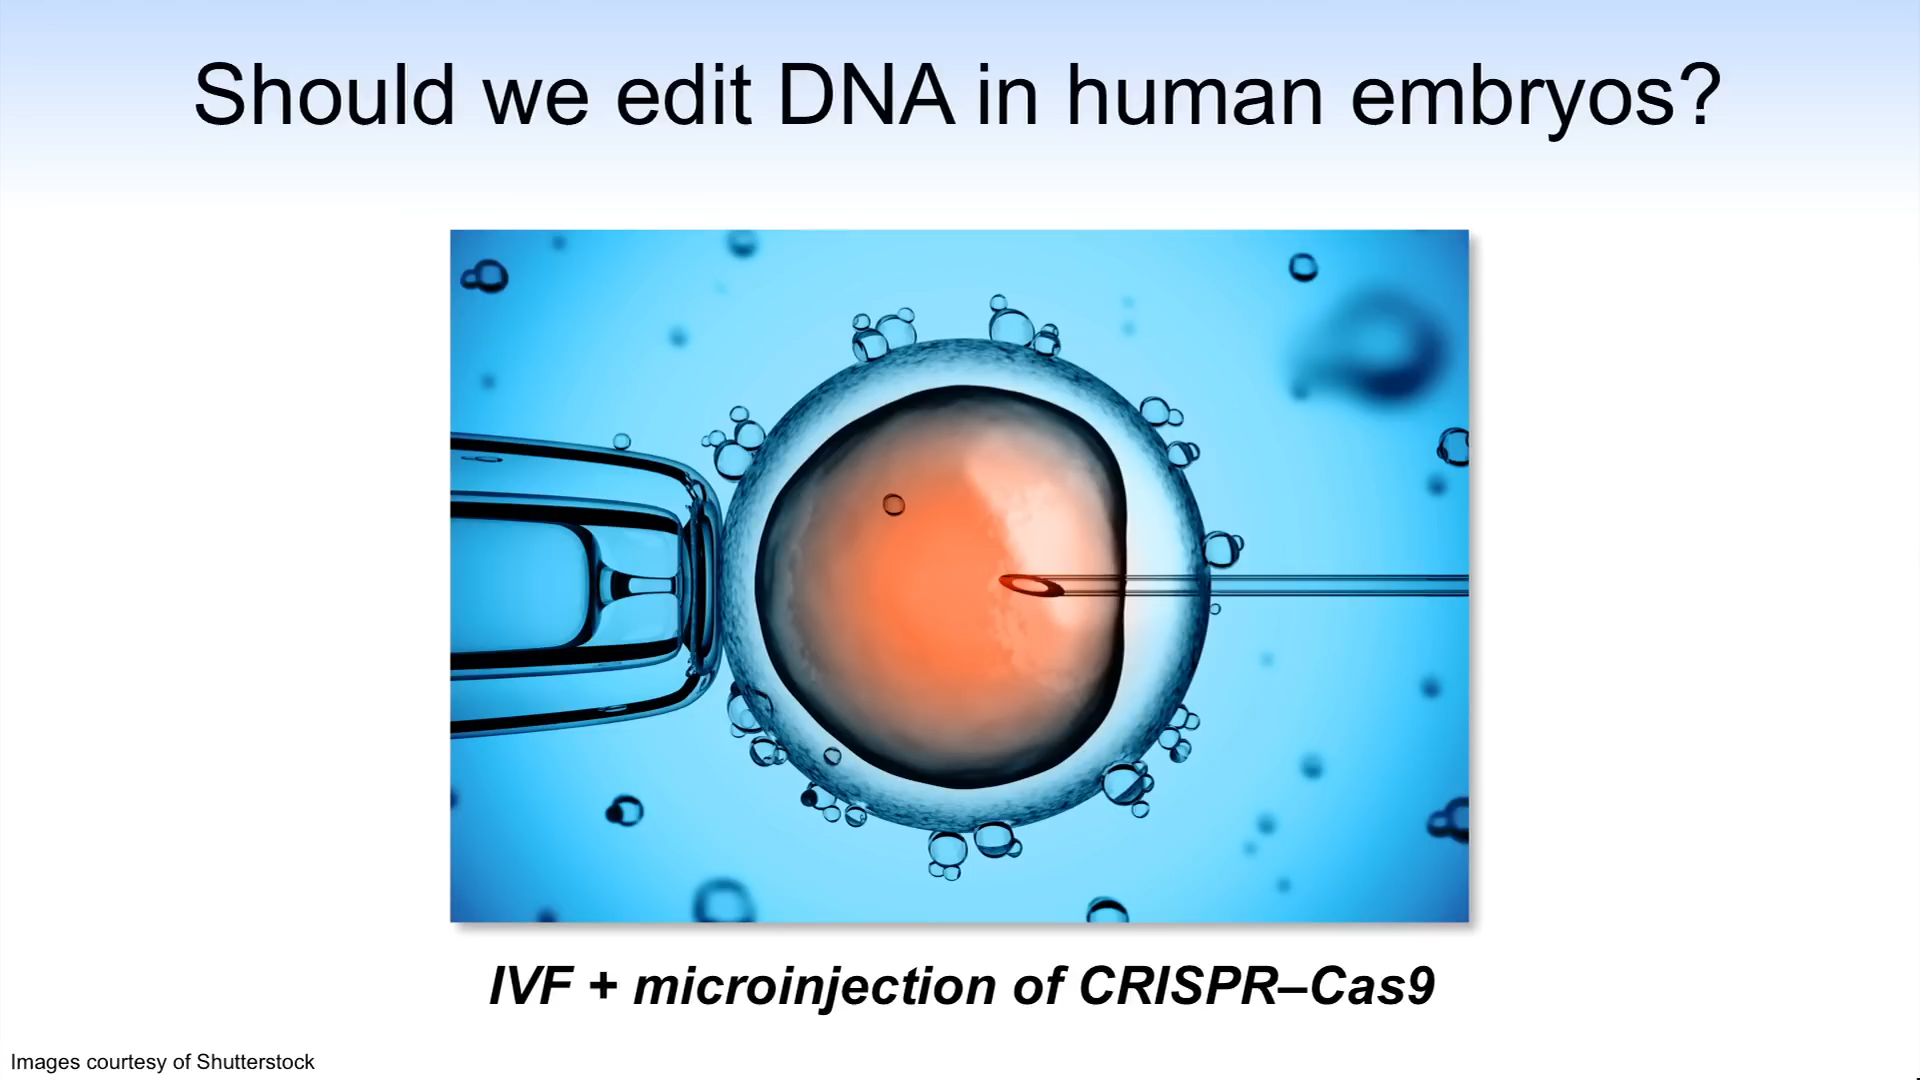 Should we edit DNA in human embryos?
IVF + microinjection of CRISPR–Cas9
Images courtesy of Shutterstock